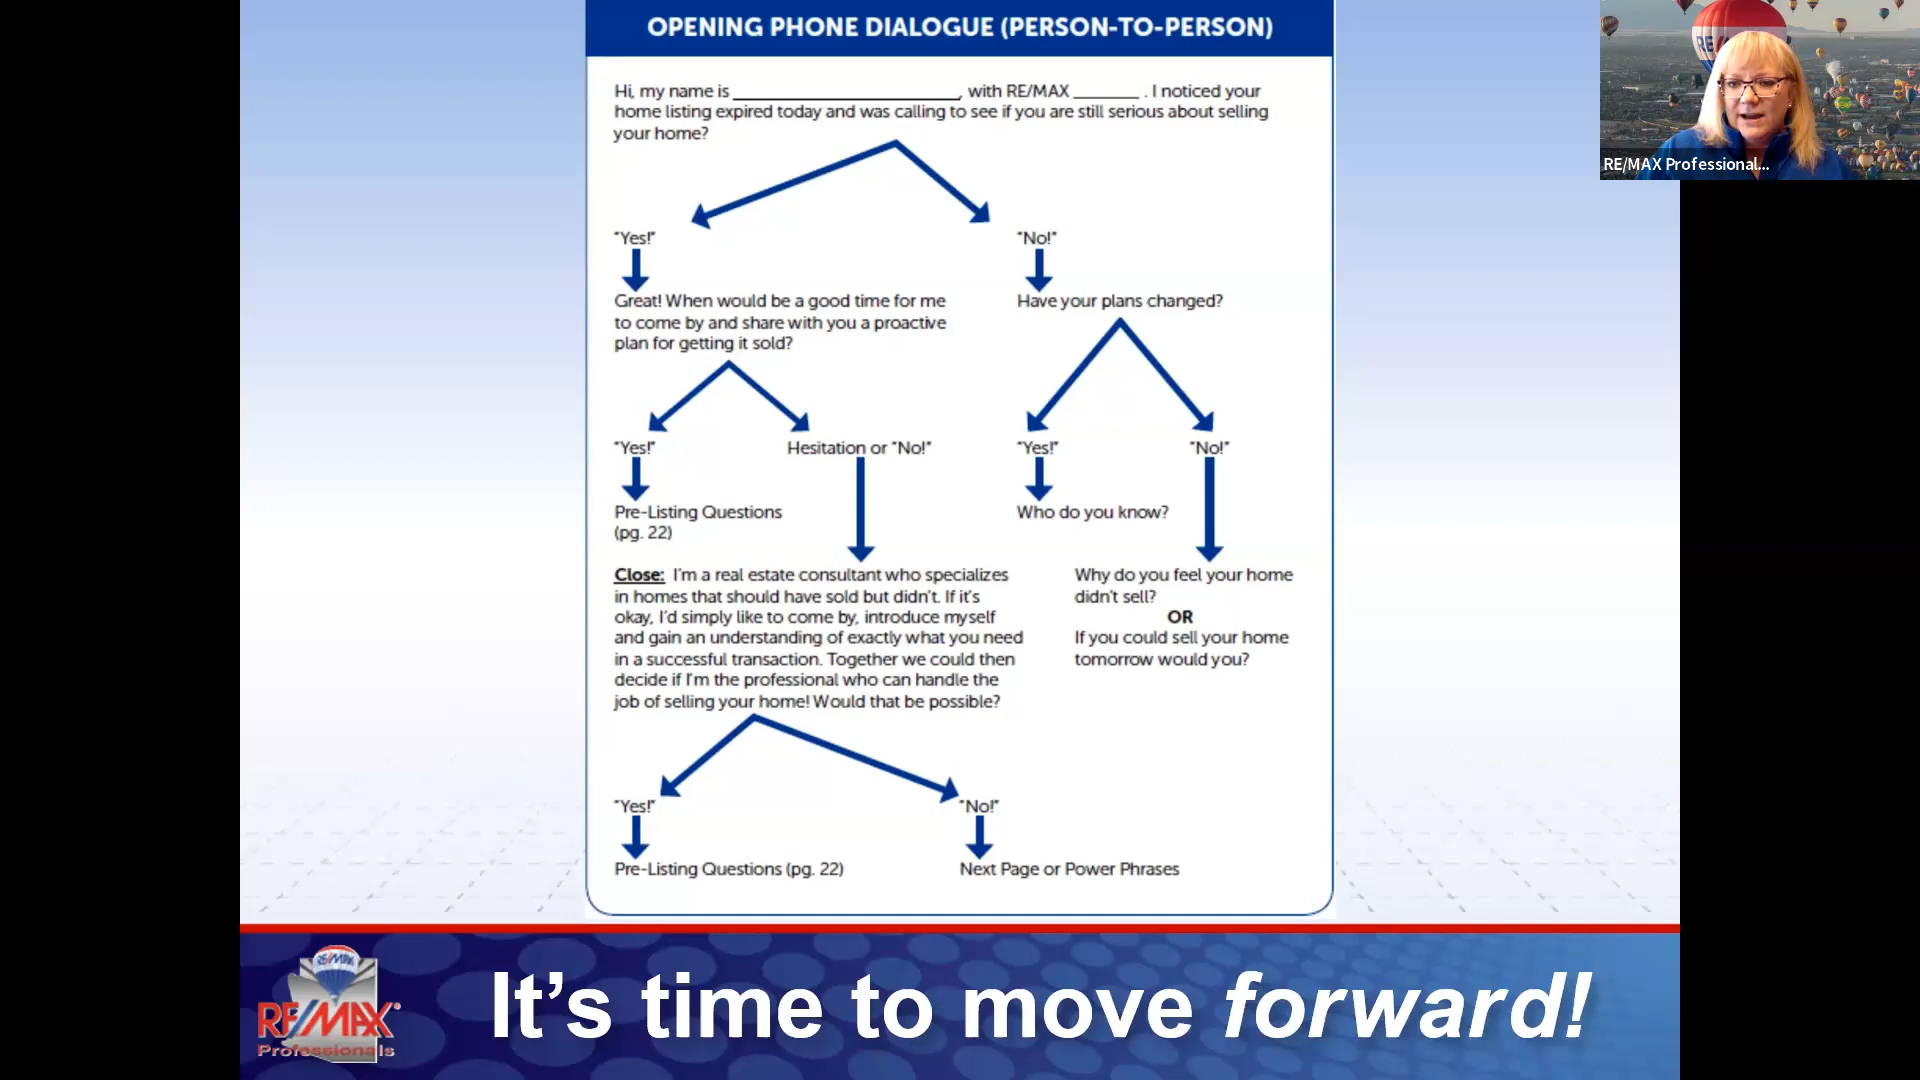 OPENING PHONE DIALOGUE (PERSON-TO-PERSON)
Hi, my name is ________________________, with RE/MAX _______ . I noticed your
home listing expired today and was calling to see if you are still serious about selling
your home?
"Yes!"
"No!"
Great! When would be a good time for me
to come by and share with you a proactive
plan for getting it sold?
Have your plans changed?
"Yes!"
Hesitation or "No!"
"Yes!"
"No!"
Pre-Listing Questions
(pg. 22)
Who do you know?
Close: I'm a real estate consultant who specializes
in homes that should have sold but didn't. If it's
okay, I'd simply like to come by, introduce myself
and gain an understanding of exactly what you need
in a successful transaction. Together we could then
decide if I'm the professional who can handle the
job of selling your home! Would that be possible?
Why do you feel your home
didn't sell?
OR
If you could sell your home
tomorrow would you?
"Yes!"
"No!"
Pre-Listing Questions (pg. 22)
Next Page or Power Phrases
RE/MAX Professional...
RE/MAX
RE/MAX
Professionals
It's time to move forward!